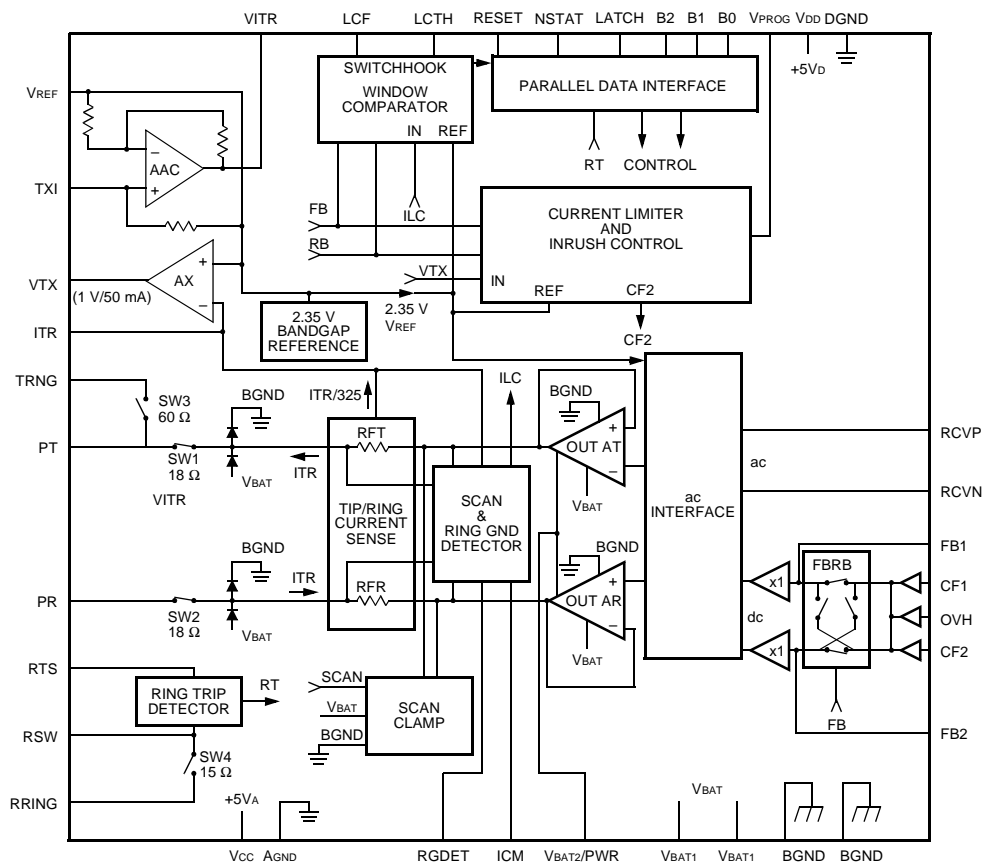 VITR
LCF
LCTH
RESET
NSTAT
LATCH
B2
B1
B0
VPROG
VDD
DGND
+5VD
SWITCHHOOK
WINDOW
COMPARATOR
IN
REF
PARALLEL DATA INTERFACE
RT
CONTROL
VREF
AAC
−
+
TXI
FB
RB
ILC
CURRENT LIMITER
AND
INRUSH CONTROL
VTX
IN
REF
CF2
CF2
VTX
(1 V/50 mA)
AX
+
−
2.35 V
VREF
2.35 V
BANDGAP
REFERENCE
ITR
TRNG
SW3
60 Ω
BGND
ITR/325
ILC
BGND
PT
SW1
18 Ω
VBAT
ITR
VITR
RFT
OUT AT
+
−
VBAT
TIP/RING
CURRENT
SENSE
SCAN
&
RING GND
DETECTOR
ac
INTERFACE
ac
RCVP
RCVN
BGND
ITR
PR
SW2
18 Ω
VBAT
RFR
BGND
OUT AR
+
−
VBAT
dc
x1
x1
FBRB
FB
FB1
CF1
OVH
CF2
FB2
RTS
RING TRIP
DETECTOR
RT
SCAN
VBAT
BGND
SCAN
CLAMP
RSW
SW4
15 Ω
RRING
+5VA
VBAT
VCC
AGND
RGDET
ICM
VBAT2/PWR
VBAT1
VBAT1
BGND
BGND